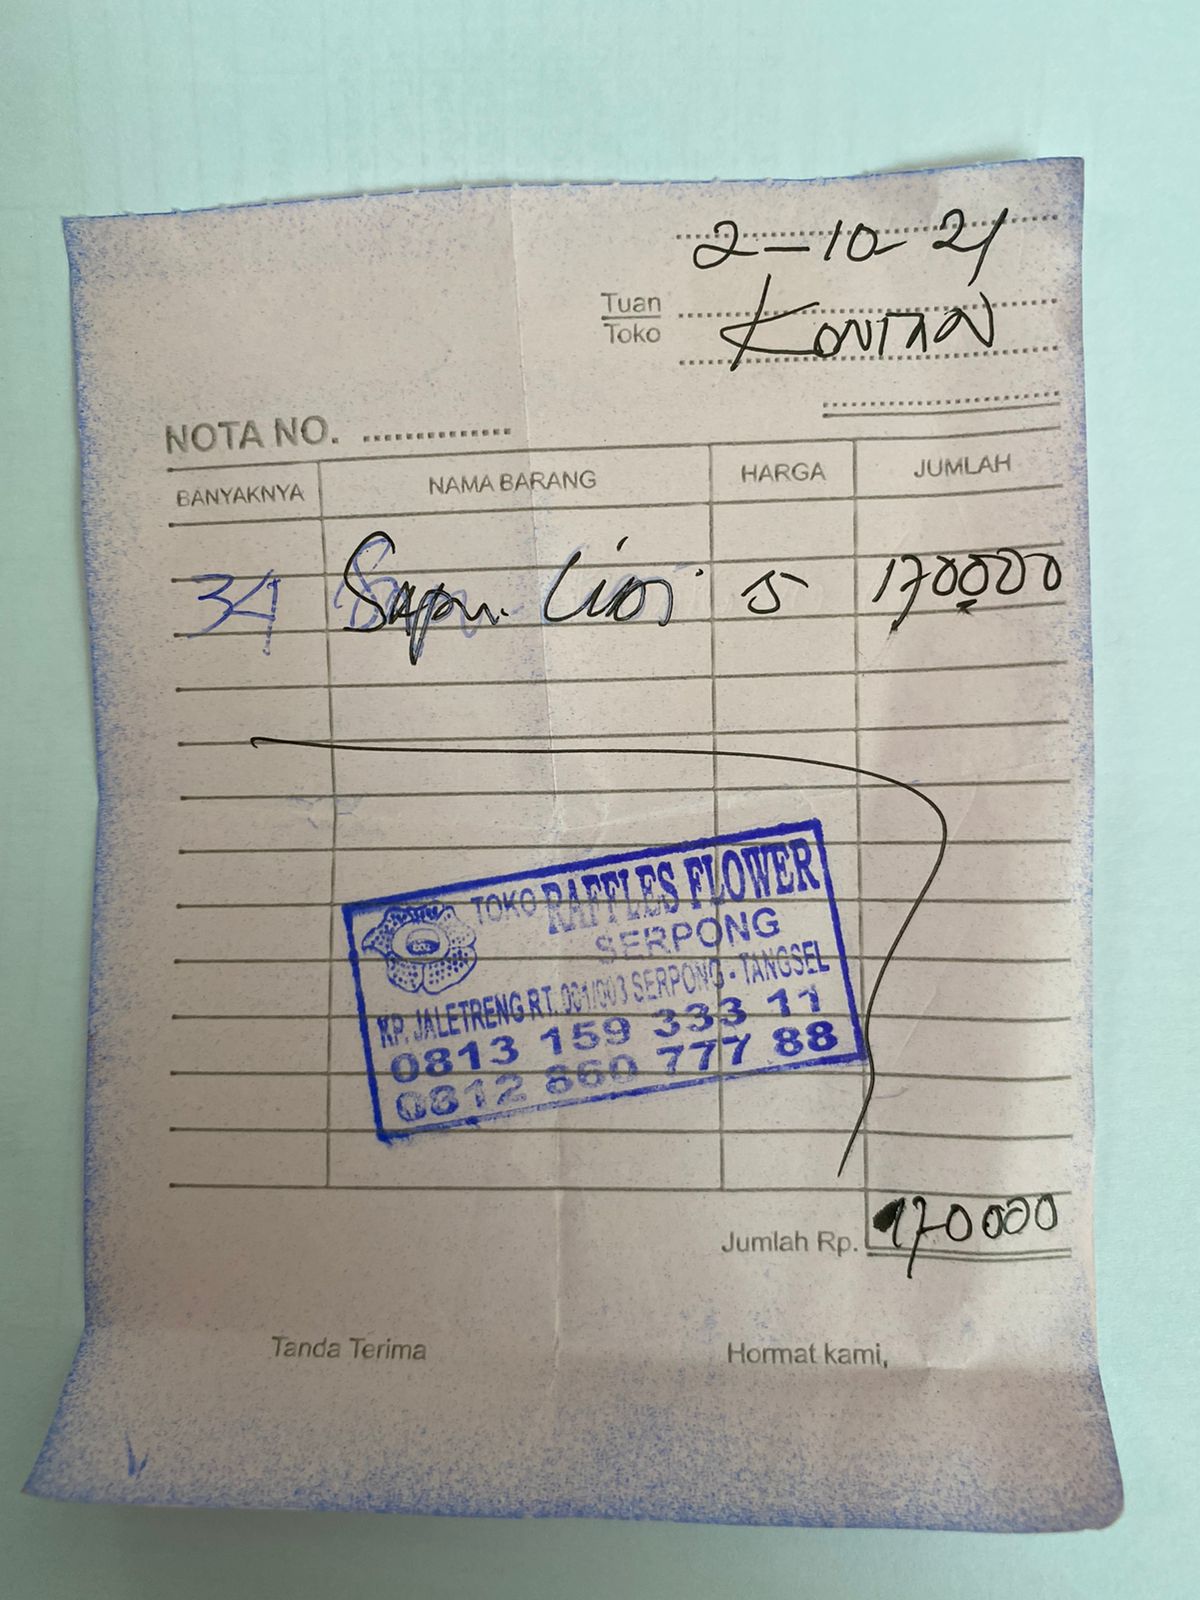 2-10-21
Tuan
Toko
KONTAN
NOTA NO.
BANYAKNYA NAMA BARANG HARGA JUMLAH
34 Sapu Lidi 5 170000
TOKO RAFFLES FLOWER
SERPONG
KP. JALETRENG RT. 001/003 SERPONG - TANGSEL
0813 159 333 11
0812 860 777 88
Jumlah Rp. 170000
Tanda Terima Hormat kami,